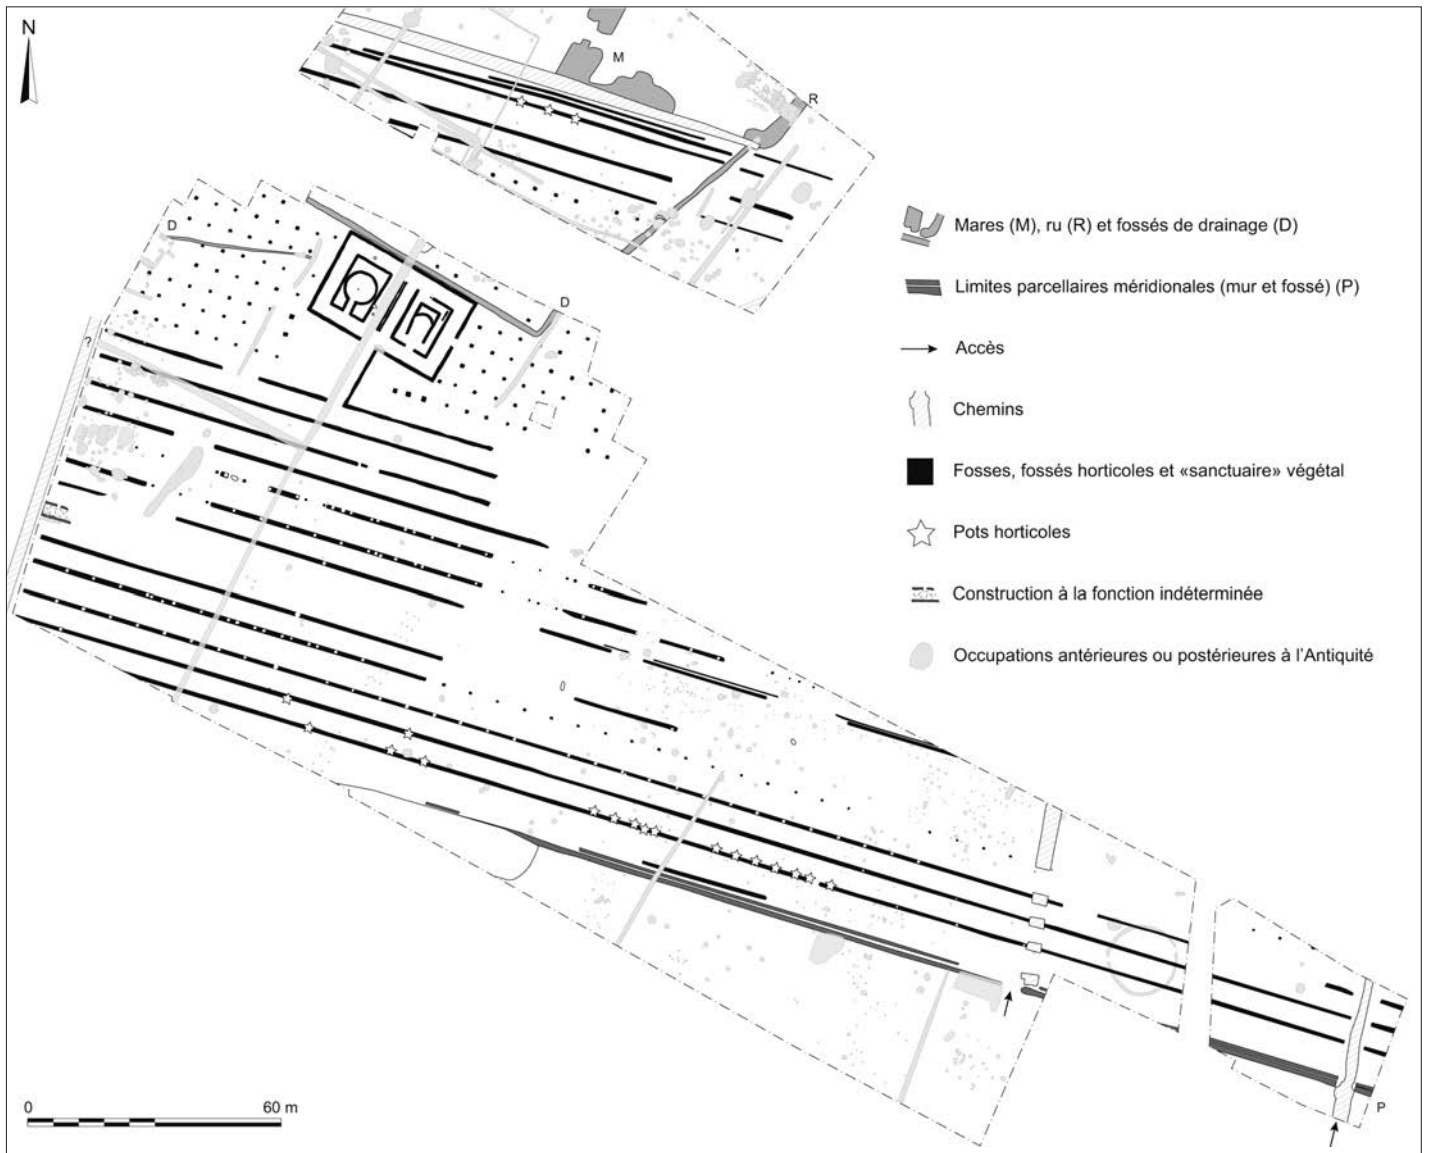 N
M
R
D
D
?
Mares (M), ru (R) et fossés de drainage (D)
Limites parcellaires méridionales (mur et fossé) (P)
Accès
Chemins
Fosses, fossés horticoles et «sanctuaire» végétal
Pots horticoles
Construction à la fonction indéterminée
Occupations antérieures ou postérieures à l'Antiquité
0 60 m
P